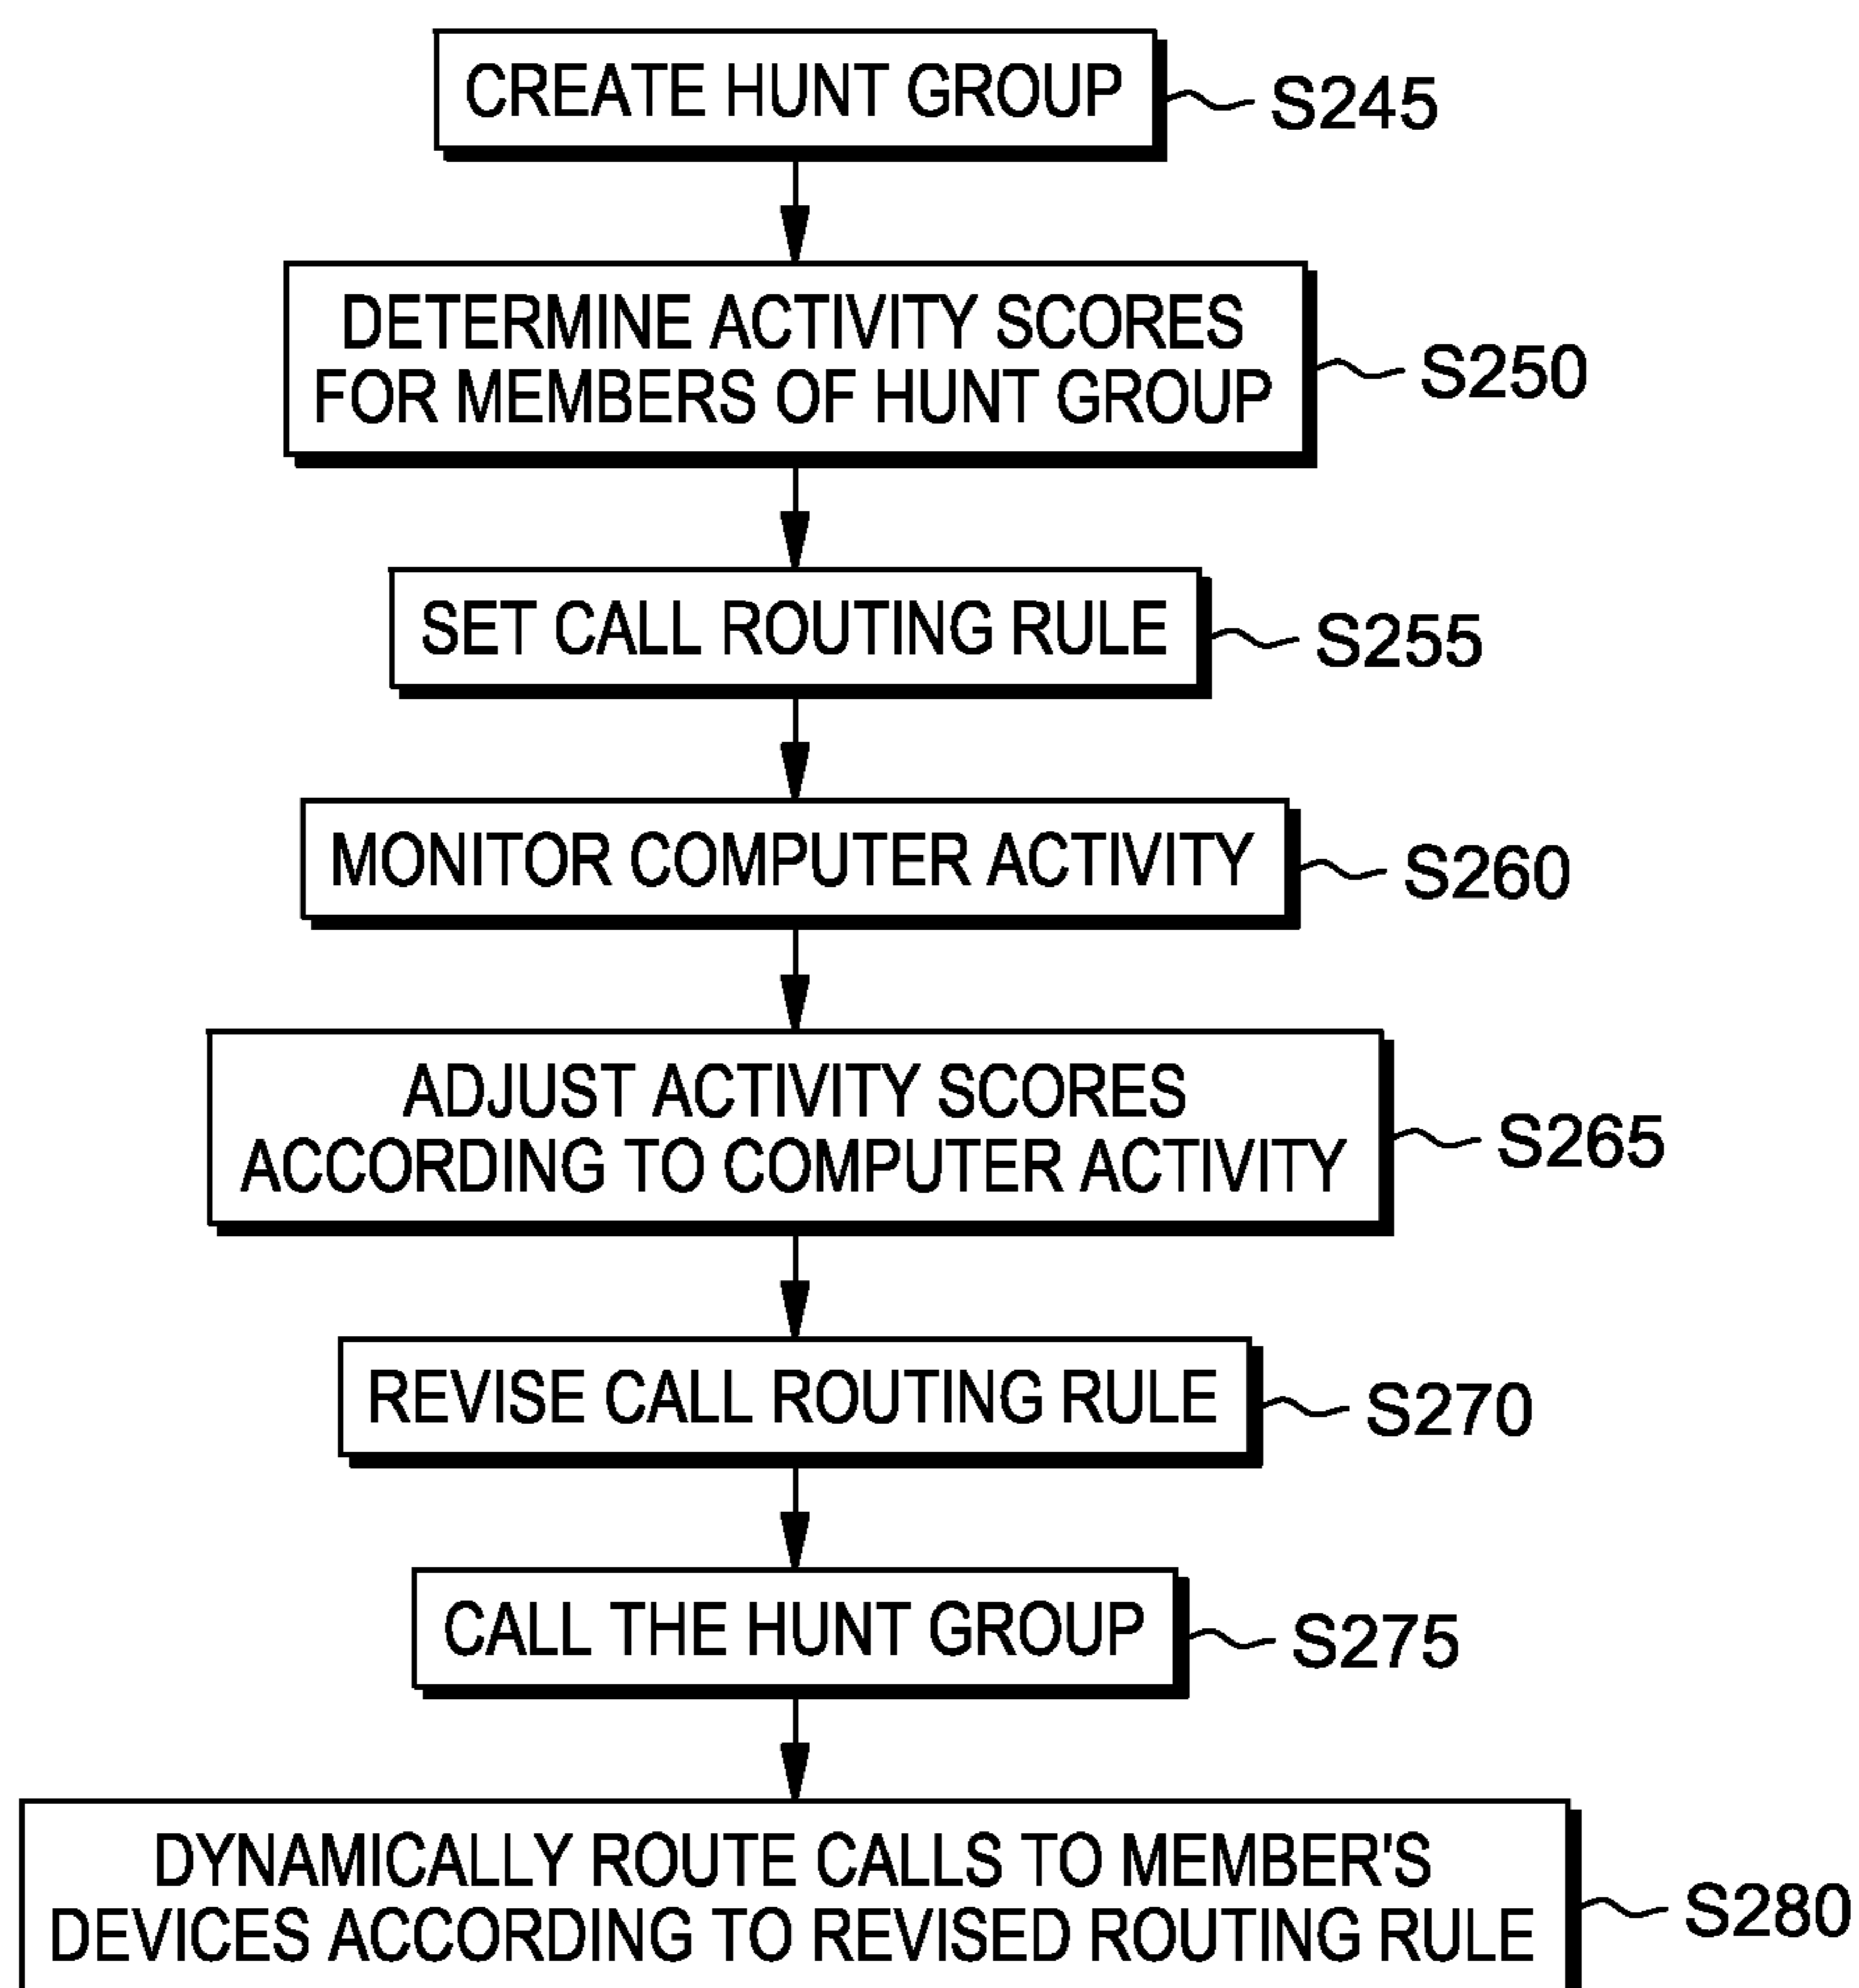 CREATE HUNT GROUP
S245
DETERMINE ACTIVITY SCORES
FOR MEMBERS OF HUNT GROUP
S250
SET CALL ROUTING RULE
S255
MONITOR COMPUTER ACTIVITY
S260
ADJUST ACTIVITY SCORES
ACCORDING TO COMPUTER ACTIVITY
S265
REVISE CALL ROUTING RULE
S270
CALL THE HUNT GROUP
S275
DYNAMICALLY ROUTE CALLS TO MEMBER'S
DEVICES ACCORDING TO REVISED ROUTING RULE
S280